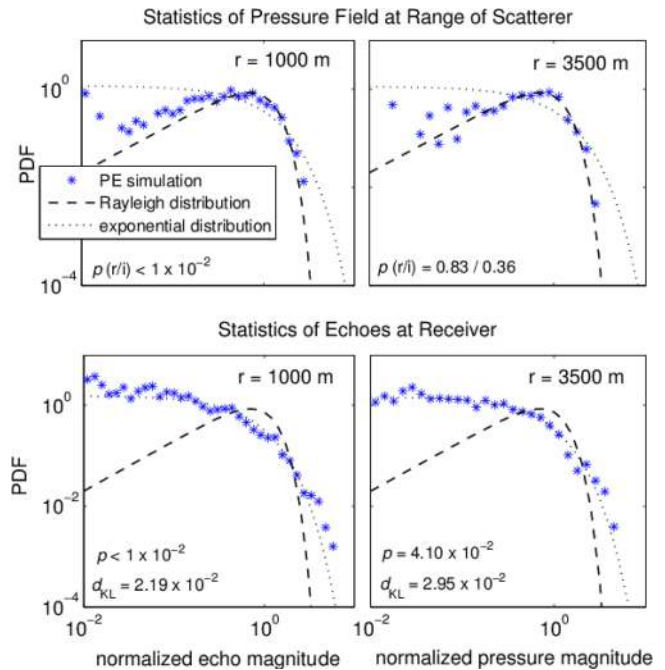 Statistics of Pressure Field at Range of Scatterer
r = 1000 m
r = 3500 m
10^0
PDF
PE simulation
Rayleigh distribution
exponential distribution
p (r/i) < 1 x 10^-2
p (r/i) = 0.83 / 0.36
10^-4
Statistics of Echoes at Receiver
r = 1000 m
r = 3500 m
10^0
PDF
10^-2
p < 1 x 10^-2
p = 4.10 x 10^-2
d_KL = 2.19 x 10^-2
d_KL = 2.95 x 10^-2
10^-4
10^-2
10^0
10^-2
10^0
normalized echo magnitude
normalized pressure magnitude